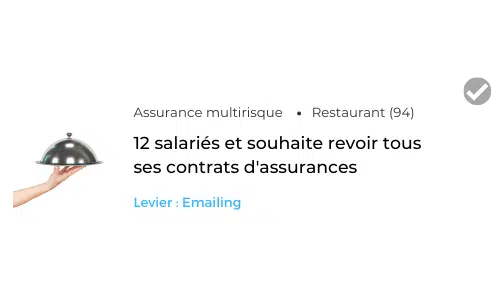 Assurance multirisque • Restaurant (94)
12 salariés et souhaite revoir tous
ses contrats d'assurances
Levier : Emailing